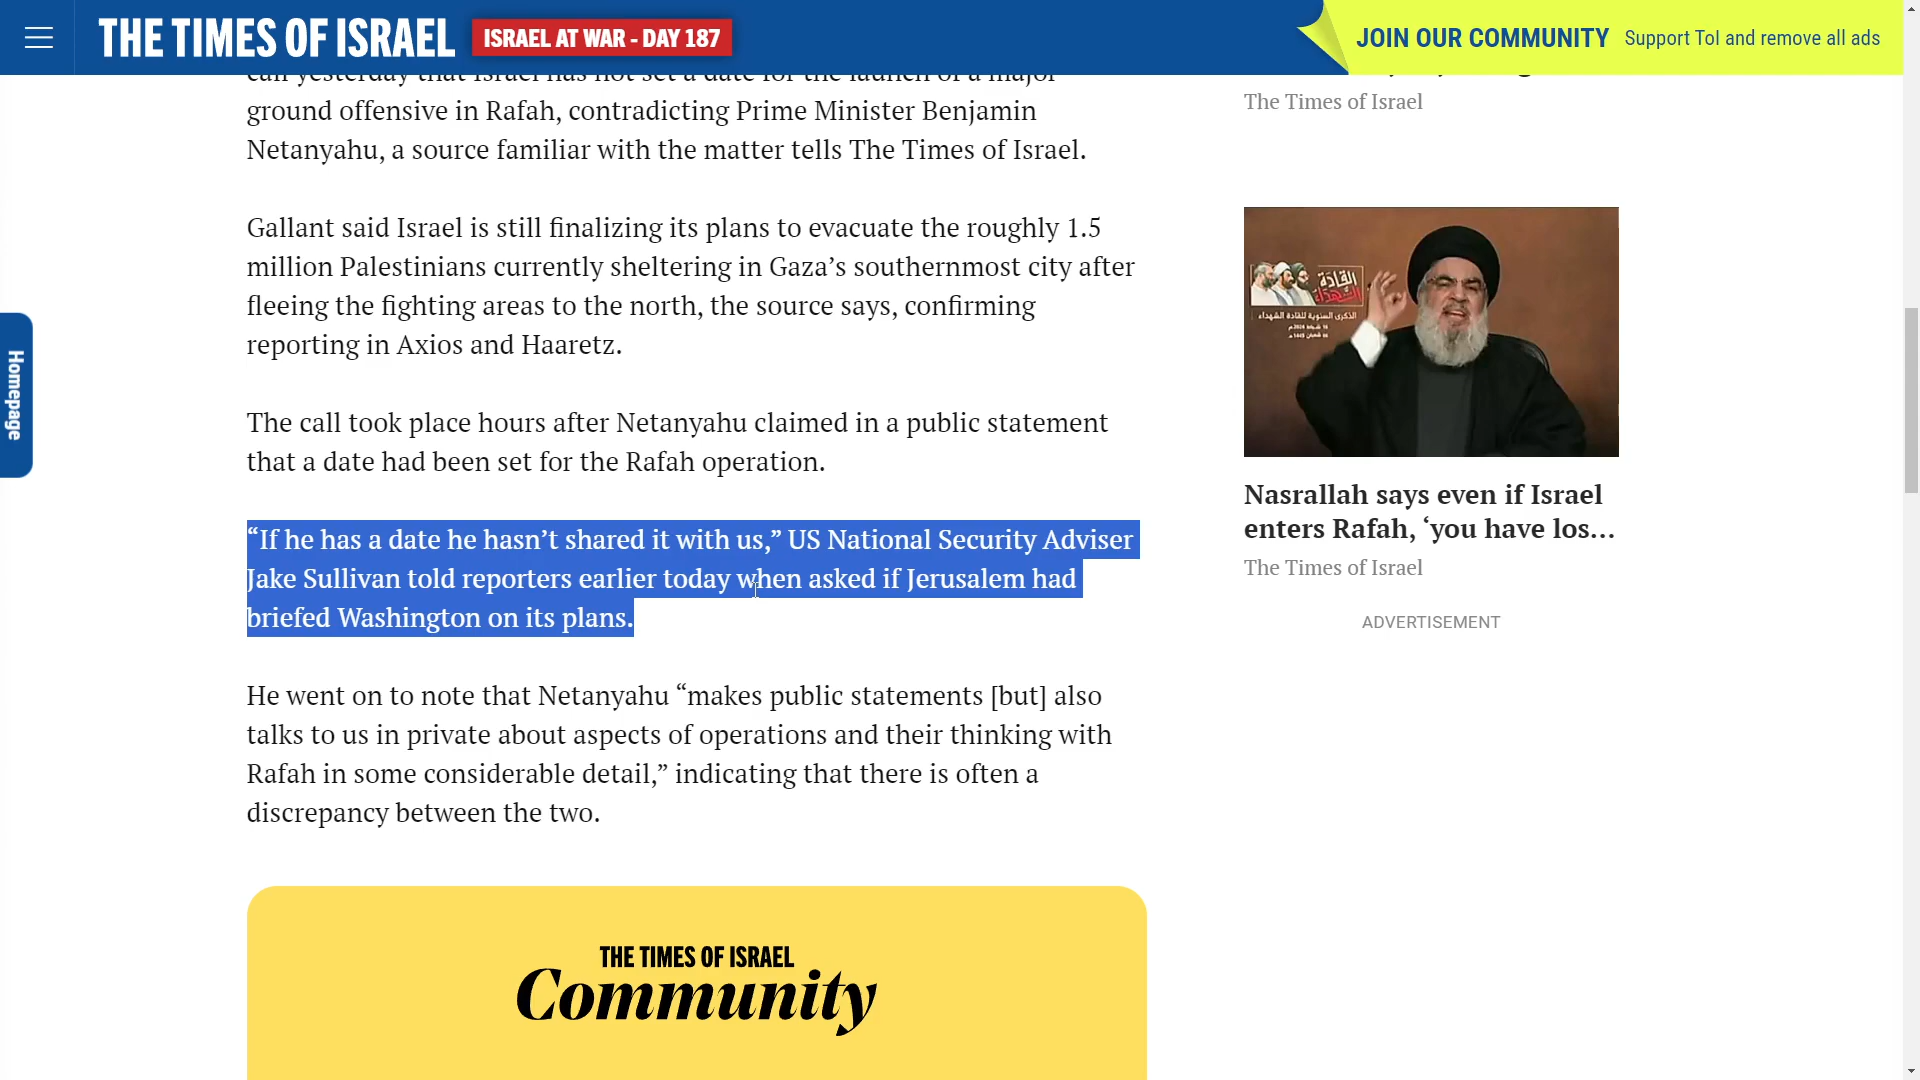 THE TIMES OF ISRAEL
ISRAEL AT WAR - DAY 187
JOIN OUR COMMUNITY Support ToI and remove all ads
Homepage
call yesterday that Israel has not set a date for the launch of a major
ground offensive in Rafah, contradicting Prime Minister Benjamin
Netanyahu, a source familiar with the matter tells The Times of Israel.
Gallant said Israel is still finalizing its plans to evacuate the roughly 1.5
million Palestinians currently sheltering in Gaza’s southernmost city after
fleeing the fighting areas to the north, the source says, confirming
reporting in Axios and Haaretz.
The call took place hours after Netanyahu claimed in a public statement
that a date had been set for the Rafah operation.
“If he has a date he hasn’t shared it with us,” US National Security Adviser
Jake Sullivan told reporters earlier today when asked if Jerusalem had
briefed Washington on its plans.
He went on to note that Netanyahu “makes public statements [but] also
talks to us in private about aspects of operations and their thinking with
Rafah in some considerable detail,” indicating that there is often a
discrepancy between the two.
THE TIMES OF ISRAEL
Community
The Times of Israel
القادة
الشهداء
الذكرى السنوية للقادة الشهداء
Nasrallah says even if Israel
enters Rafah, ‘you have los...
The Times of Israel
ADVERTISEMENT